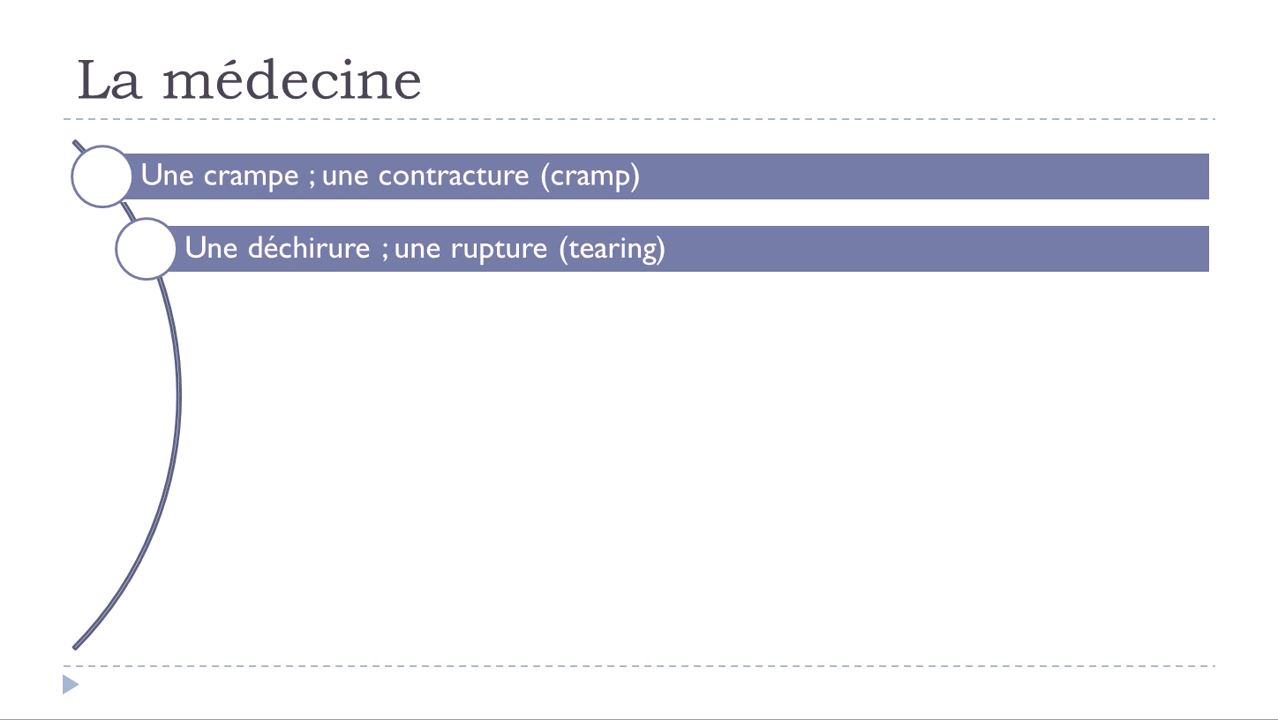 La médecine
Une crampe ; une contracture (cramp)
Une déchirure ; une rupture (tearing)